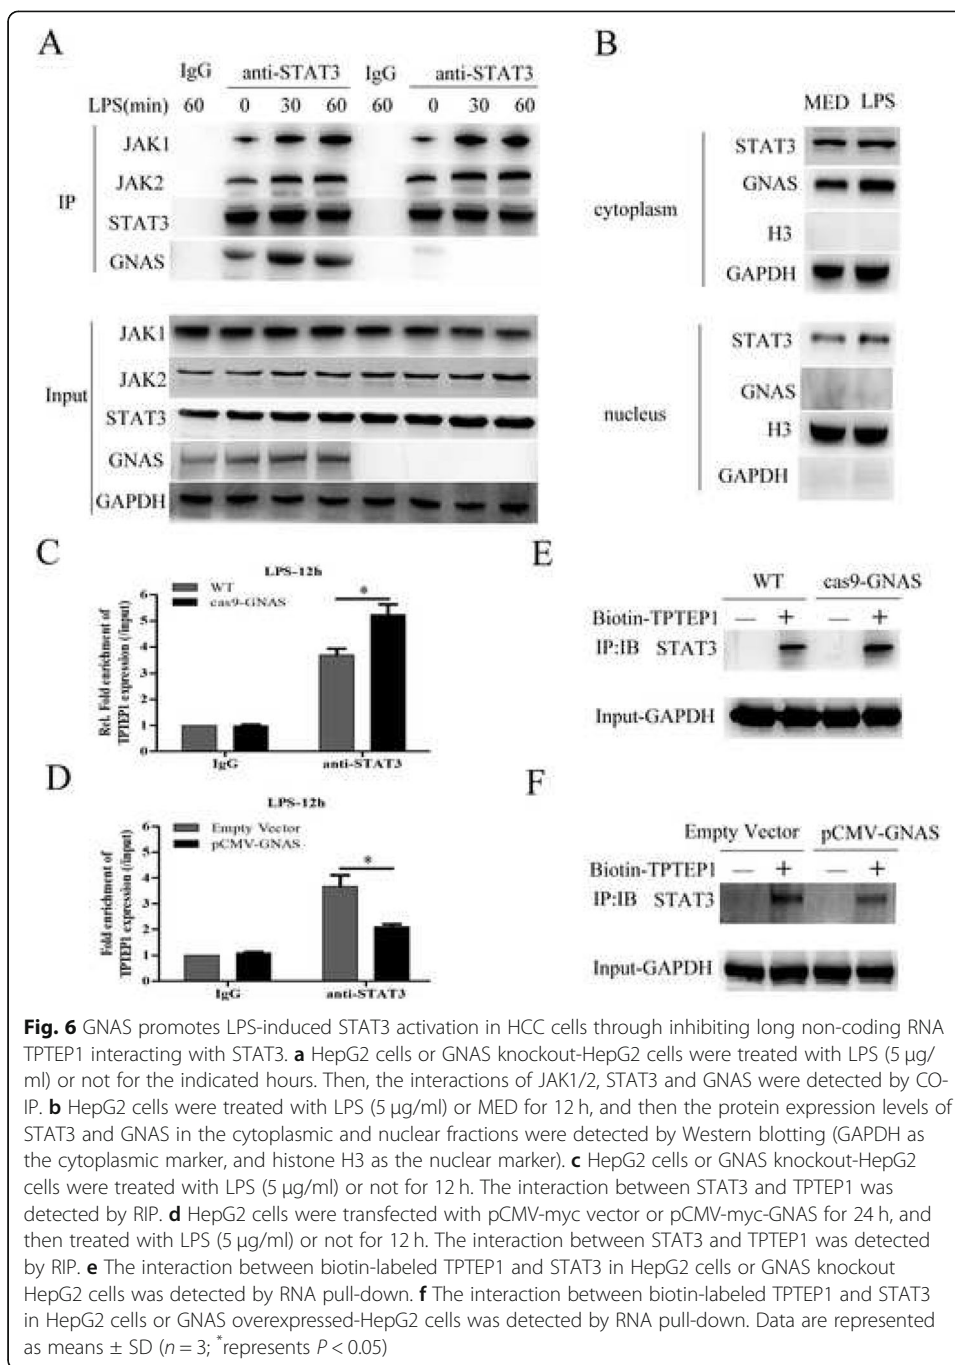 A
IgG anti-STAT3 IgG anti-STAT3
LPS(min) 60 0 30 60 60 0 30 60
IP
JAK1
JAK2
STAT3
GNAS
Input
JAK1
JAK2
STAT3
GNAS
GAPDH
B
MED LPS
cytoplasm
STAT3
GNAS
H3
GAPDH
nucleus
STAT3
GNAS
H3
GAPDH
C
LPS-12h
WT
cas9-GNAS
*
Rel. Fold enrichment of
TPTEP1 expression (/input)
6
5
4
3
2
1
0
IgG anti-STAT3
D
LPS-12h
Empty Vector
pCMV-GNAS
*
Fold enrichment of
TPTEP1 expression (/input)
6
5
4
3
2
1
0
IgG anti-STAT3
E
WT cas9-GNAS
Biotin-TPTEP1 — + — +
IP:IB STAT3
Input-GAPDH
F
Empty Vector pCMV-GNAS
Biotin-TPTEP1 — + — +
IP:IB STAT3
Input-GAPDH
Fig. 6 GNAS promotes LPS-induced STAT3 activation in HCC cells through inhibiting long non-coding RNA
TPTEP1 interacting with STAT3. a HepG2 cells or GNAS knockout-HepG2 cells were treated with LPS (5 μg/
ml) or not for the indicated hours. Then, the interactions of JAK1/2, STAT3 and GNAS were detected by CO-
IP. b HepG2 cells were treated with LPS (5 μg/ml) or MED for 12 h, and then the protein expression levels of
STAT3 and GNAS in the cytoplasmic and nuclear fractions were detected by Western blotting (GAPDH as
the cytoplasmic marker, and histone H3 as the nuclear marker). c HepG2 cells or GNAS knockout-HepG2
cells were treated with LPS (5 μg/ml) or not for 12 h. The interaction between STAT3 and TPTEP1 was
detected by RIP. d HepG2 cells were transfected with pCMV-myc vector or pCMV-myc-GNAS for 24 h, and
then treated with LPS (5 μg/ml) or not for 12 h. The interaction between STAT3 and TPTEP1 was detected
by RIP. e The interaction between biotin-labeled TPTEP1 and STAT3 in HepG2 cells or GNAS knockout
HepG2 cells was detected by RNA pull-down. f The interaction between biotin-labeled TPTEP1 and STAT3
in HepG2 cells or GNAS overexpressed-HepG2 cells was detected by RNA pull-down. Data are represented
as means ± SD (n = 3; *represents P < 0.05)